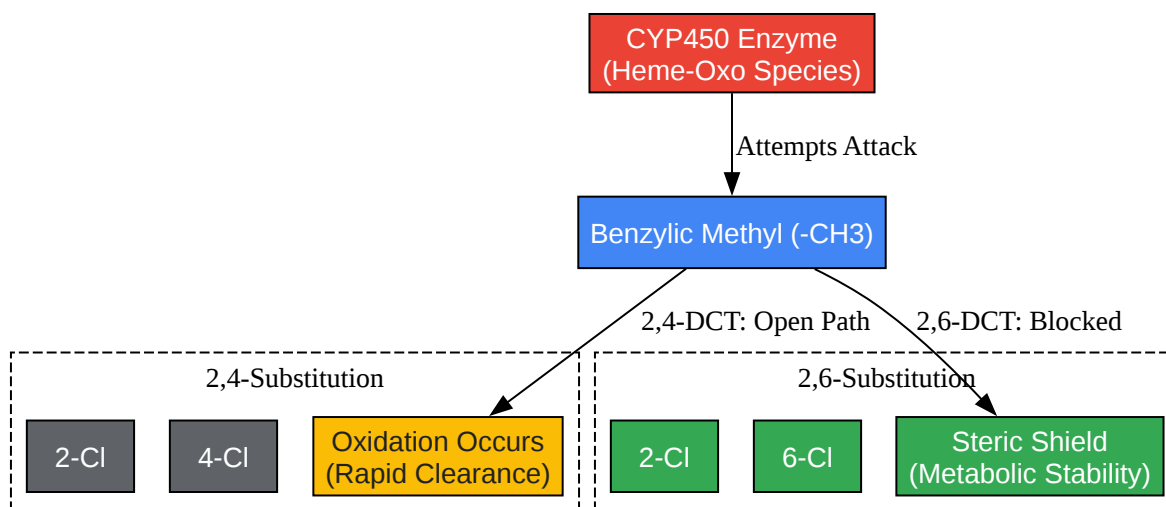 CYP450 Enzyme
(Heme-Oxo Species)
Attempts Attack
Benzylic Methyl (-CH3)
2,4-DCT: Open Path
2,6-DCT: Blocked
2,4-Substitution
2,6-Substitution
2-Cl
4-Cl
Oxidation Occurs
(Rapid Clearance)
2-Cl
6-Cl
Steric Shield
(Metabolic Stability)